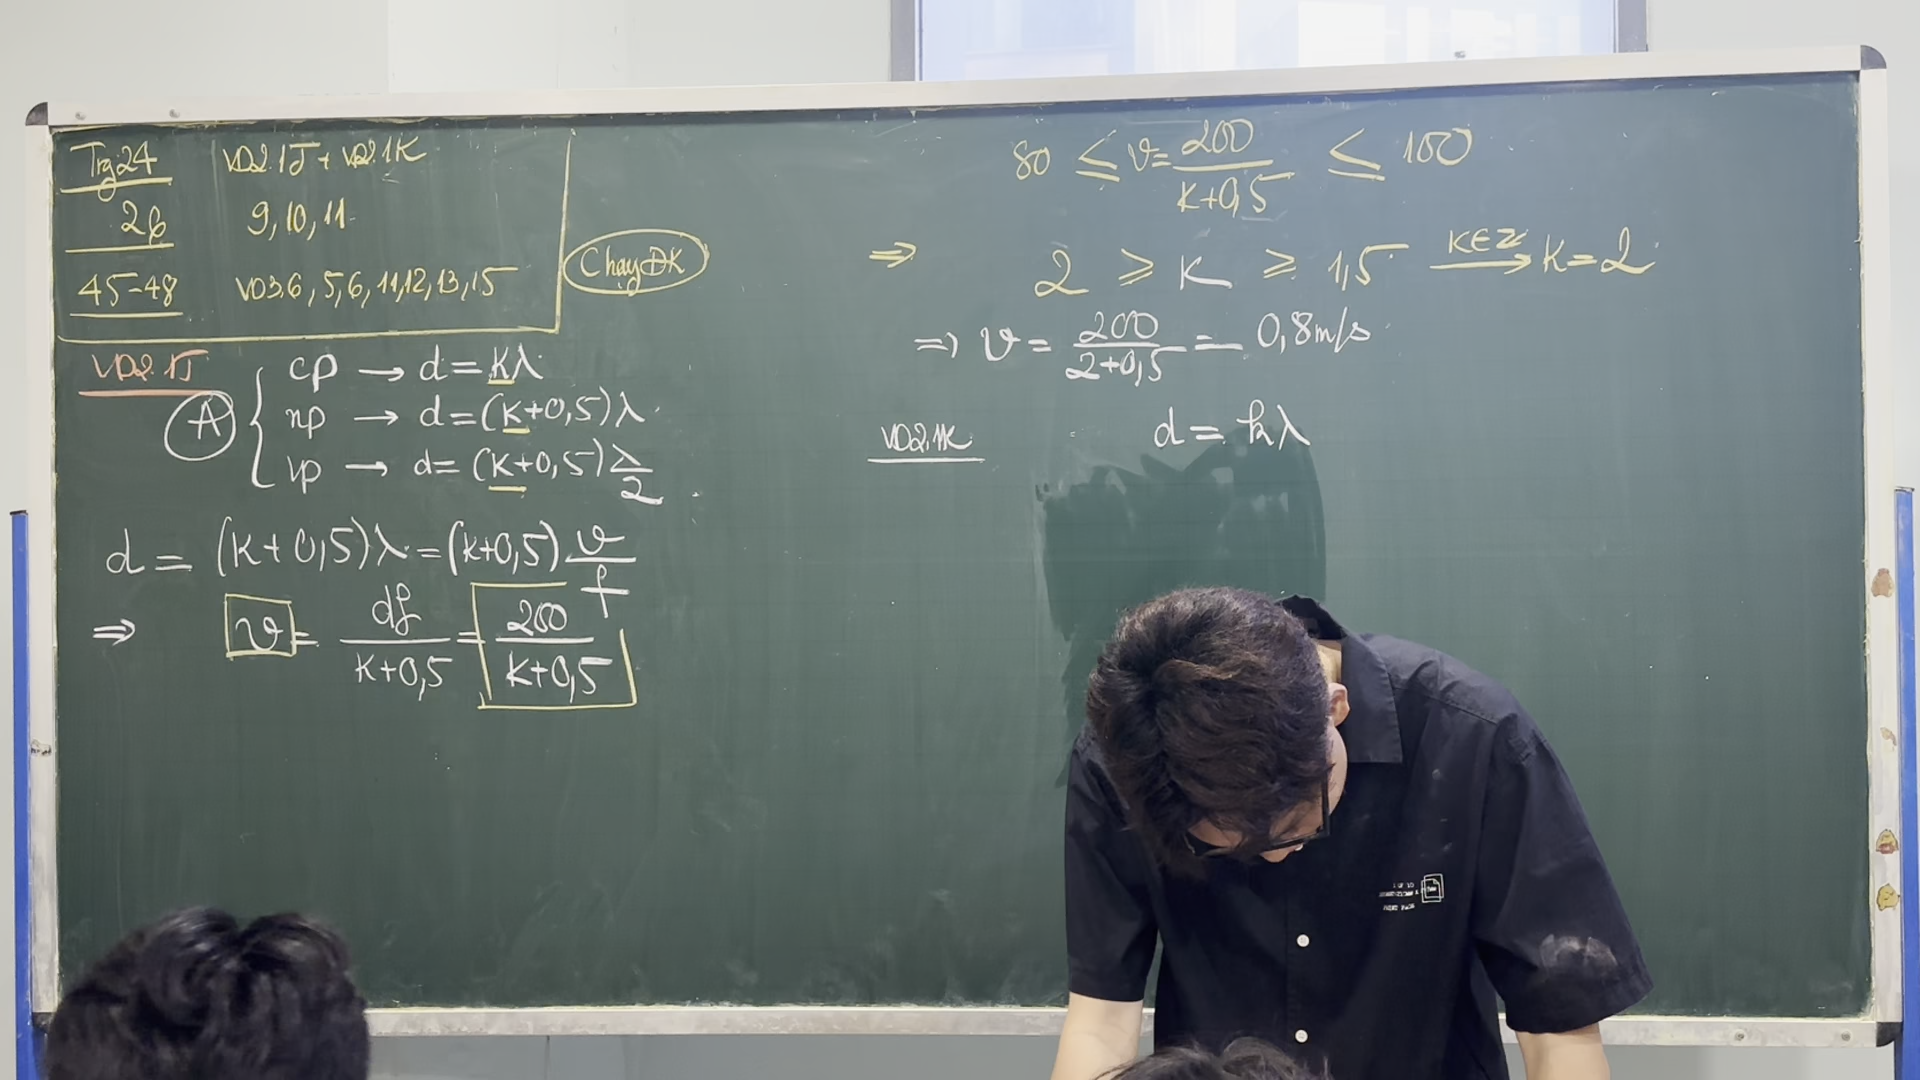 Trg24 VD2.1J + VD2.1K
26 9, 10, 11
45-48 VD3.6, 5, 6, 11, 12, 13, 15
Chạy ĐK
VD2.1J
A
cp → d = kλ
np → d = (k+0,5)λ
vp → d = (k+0,5) λ/2
d = (k+0,5)λ = (k+0,5) v/f
⇒ v = df/(k+0,5) = 200/(k+0,5)
80 ≤ v = 200/(k+0,5) ≤ 100
⇒ 2 ≥ k ≥ 1,5 k∈Z → k = 2
⇒ v = 200/(2+0,5) = 0,8m/s
VD2.1K d = kλ